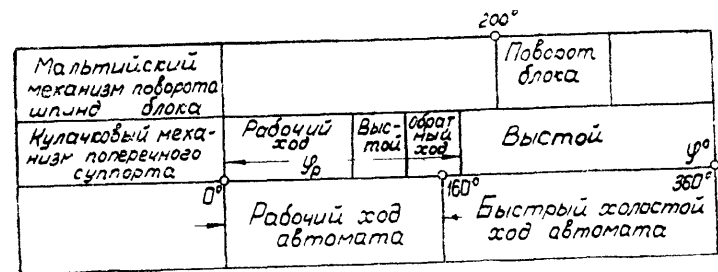 200°
Мальтийский
механизм поворота
шпинд блока
Поворот
блока
Кулачковый меха-
низм поперечного
суппорта
Рабочий
ход
φр
Выс-
той
Обрат
ный
ход
Выстой
φ°
0°
160°
360°
Рабочий ход
автомата
Быстрый холостой
ход автомата